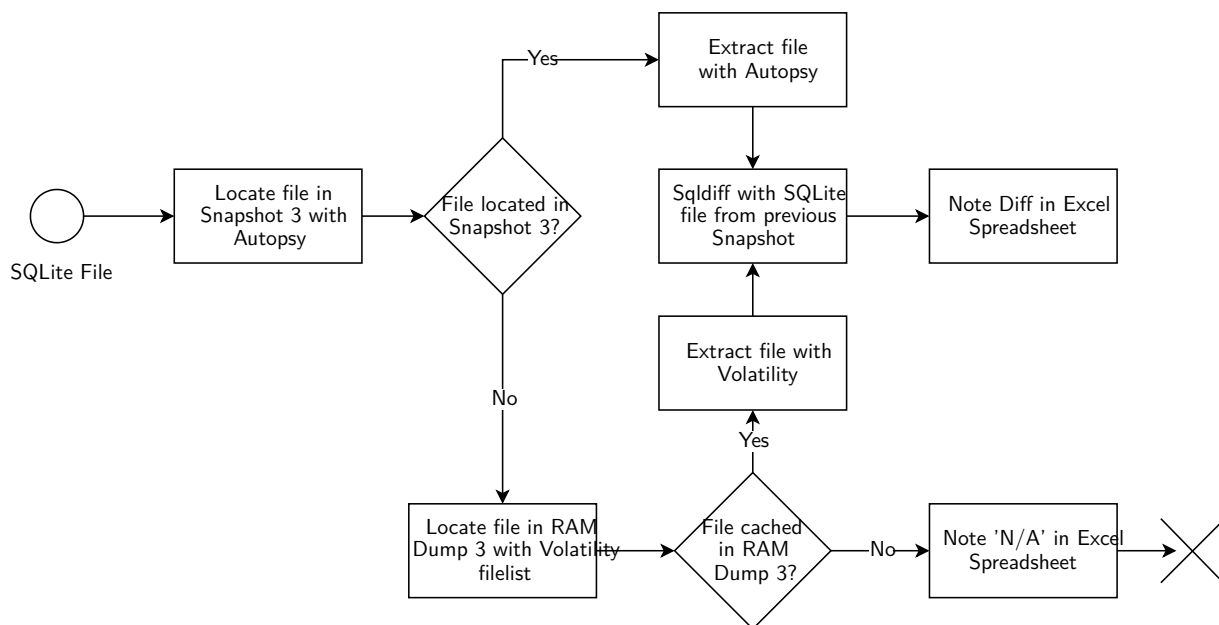 Yes
Extract file
with Autopsy
SQLite File
Locate file in
Snapshot 3 with
Autopsy
File located in
Snapshot 3?
Sqldiff with SQLite
file from previous
Snapshot
Note Diff in Excel
Spreadsheet
Extract file with
Volatility
No
Yes
Locate file in RAM
Dump 3 with Volatility
filelist
File cached
in RAM
Dump 3?
No
Note 'N/A' in Excel
Spreadsheet